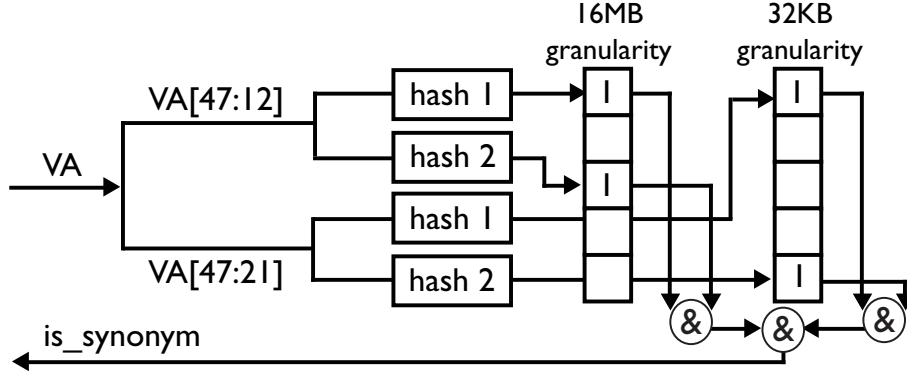 16MB
granularity
32KB
granularity
VA
VA[47:12]
VA[47:21]
hash 1
hash 2
hash 1
hash 2
1
1
1
1
&
&
&
is_synonym